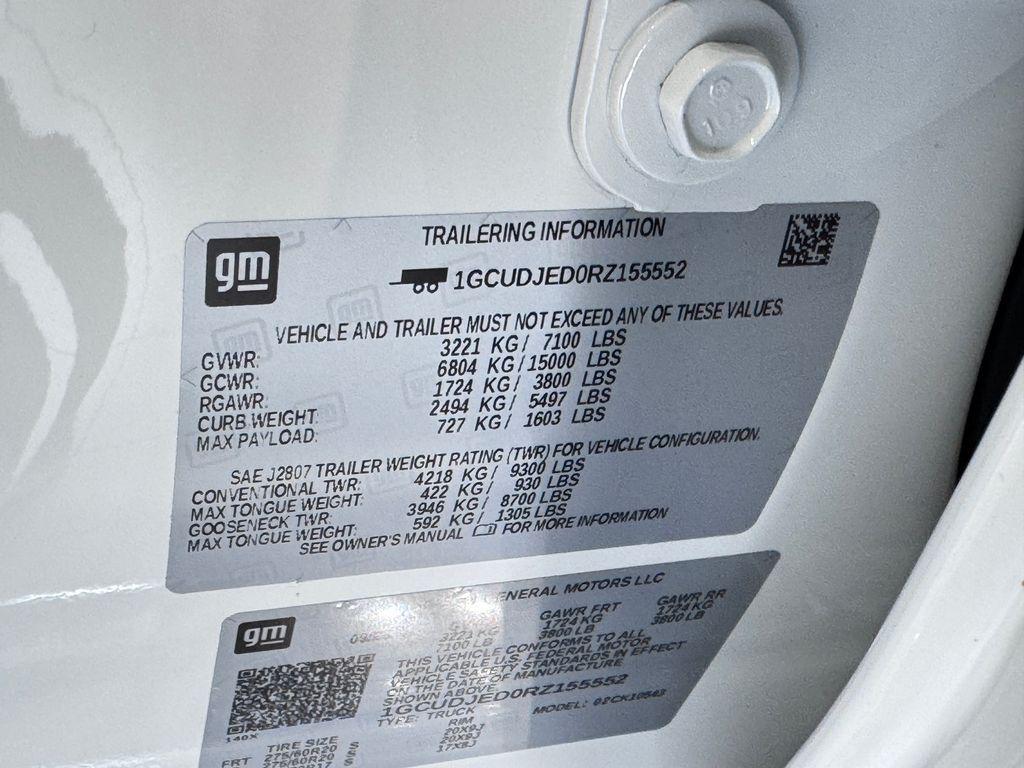 10.9
gm
TRAILERING INFORMATION
1GCUDJED0RZ155552
VEHICLE AND TRAILER MUST NOT EXCEED ANY OF THESE VALUES.
GVWR: 3221 KG/ 7100 LBS
GCWR: 6804 KG/ 15000 LBS
RGAWR: 1724 KG/ 3800 LBS
CURB WEIGHT: 2494 KG/ 5497 LBS
MAX PAYLOAD: 727 KG/ 1603 LBS
SAE J2807 TRAILER WEIGHT RATING (TWR) FOR VEHICLE CONFIGURATION.
CONVENTIONAL TWR: 4218 KG/ 9300 LBS
MAX TONGUE WEIGHT: 422 KG/ 930 LBS
GOOSENECK TWR: 3946 KG/ 8700 LBS
MAX TONGUE WEIGHT: 592 KG/ 1305 LBS
SEE OWNER'S MANUAL FOR MORE INFORMATION
gm
GENERAL MOTORS LLC
GAWR FRT GAWR RR
3221 KG 1724 KG 1724 KG
7100 LB 3800 LB 3800 LB
THIS VEHICLE CONFORMS TO ALL
APPLICABLE U.S. FEDERAL MOTOR
VEHICLE SAFETY STANDARDS IN EFFECT
ON THE DATE OF MANUFACTURE
SHOWN ABOVE.
1GCUDJED0RZ155552
TYPE: TRUCK MODEL:
140X
TIRE SIZE RIM
FRT 275/60R20 20X9J
275/60R20 20X9J
17X8J